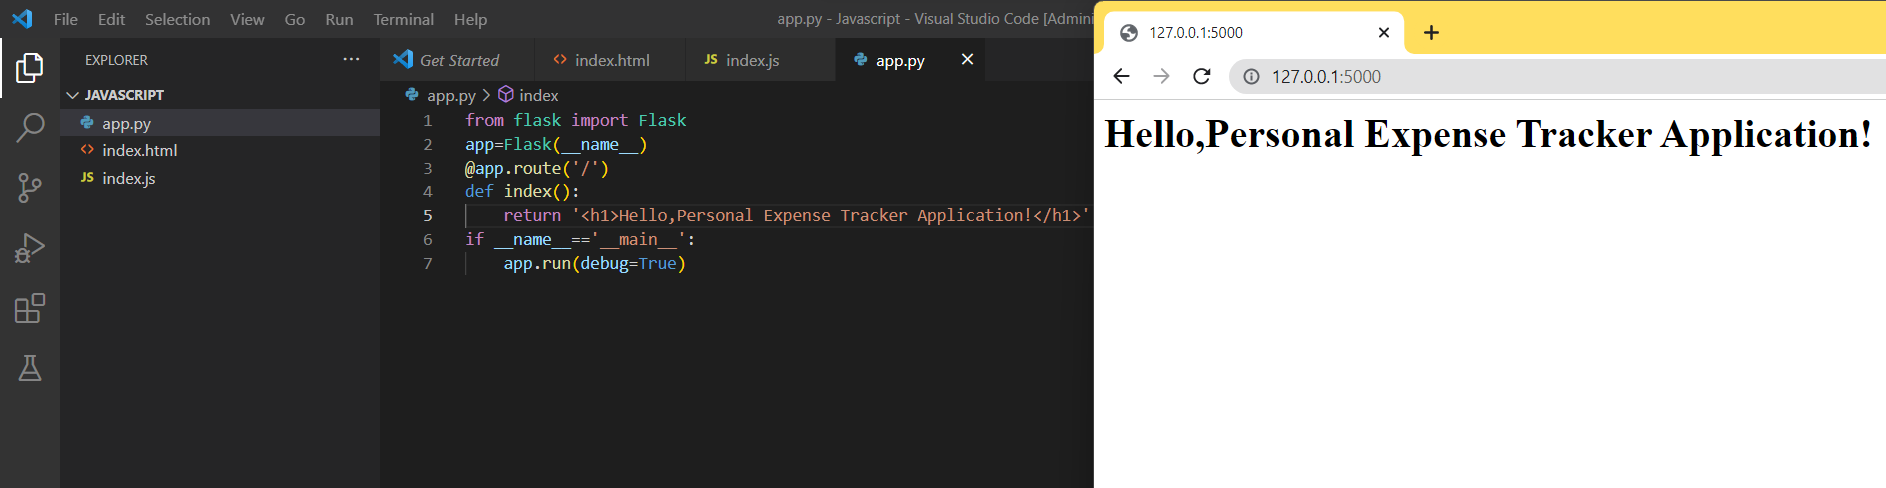 File Edit Selection View Go Run Terminal Help
app.py - Javascript - Visual Studio Code [Admini
EXPLORER
JAVASCRIPT
app.py
index.html
JS index.js
Get Started
index.html
JS index.js
app.py
app.py > index
1 from flask import Flask
2 app=Flask(__name__)
3 @app.route('/')
4 def index():
5 return '<h1>Hello,Personal Expense Tracker Application!</h1>'
6 if __name__=='__main__':
7 app.run(debug=True)
127.0.0.1:5000
127.0.0.1:5000
Hello,Personal Expense Tracker Application!